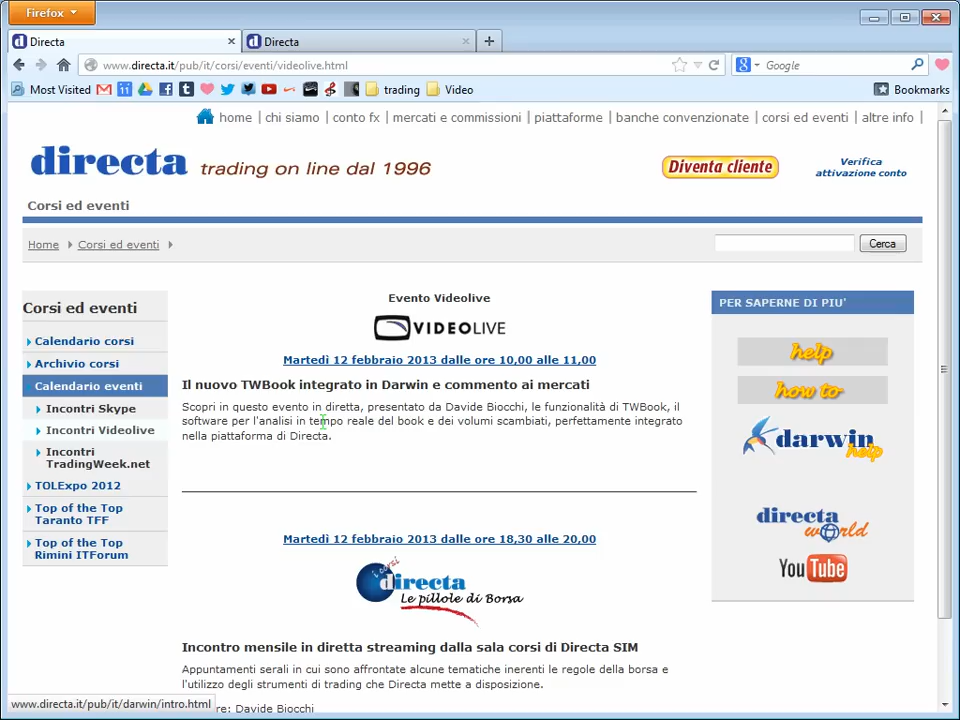 Firefox
Directa
Directa
www.directa.it/pub/it/corsi/eventi/videolive.html
Google
Most Visited
trading
Video
Bookmarks
home | chi siamo | conto fx | mercati e commissioni | piattaforme | banche convenzionate | corsi ed eventi | altre info |
directa trading on line dal 1996
Diventa cliente
Verifica
attivazione conto
Corsi ed eventi
Home Corsi ed eventi
Cerca
Corsi ed eventi
Calendario corsi
Archivio corsi
Calendario eventi
Incontri Skype
Incontri Videolive
Incontri
TradingWeek.net
TOLExpo 2012
Top of the Top
Taranto TFF
Top of the Top
Rimini ITForum
Evento Videolive
VIDEOLIVE
Martedì 12 febbraio 2013 dalle ore 10,00 alle 11,00
Il nuovo TWBook integrato in Darwin e commento ai mercati
Scopri in questo evento in diretta, presentato da Davide Biocchi, le funzionalità di TWBook, il
software per l'analisi in tempo reale del book e dei volumi scambiati, perfettamente integrato
nella piattaforma di Directa.
Martedì 12 febbraio 2013 dalle ore 18,30 alle 20,00
i corsi
directa
Le pillole di Borsa
Incontro mensile in diretta streaming dalla sala corsi di Directa SIM
Appuntamenti serali in cui sono affrontate alcune tematiche inerenti le regole della borsa e
l'utilizzo degli strumenti di trading che Directa mette a disposizione.
re: Davide Biocchi
PER SAPERNE DI PIU'
help
how to
darwin help
directa world
YouTube
www.directa.it/pub/it/darwin/intro.html